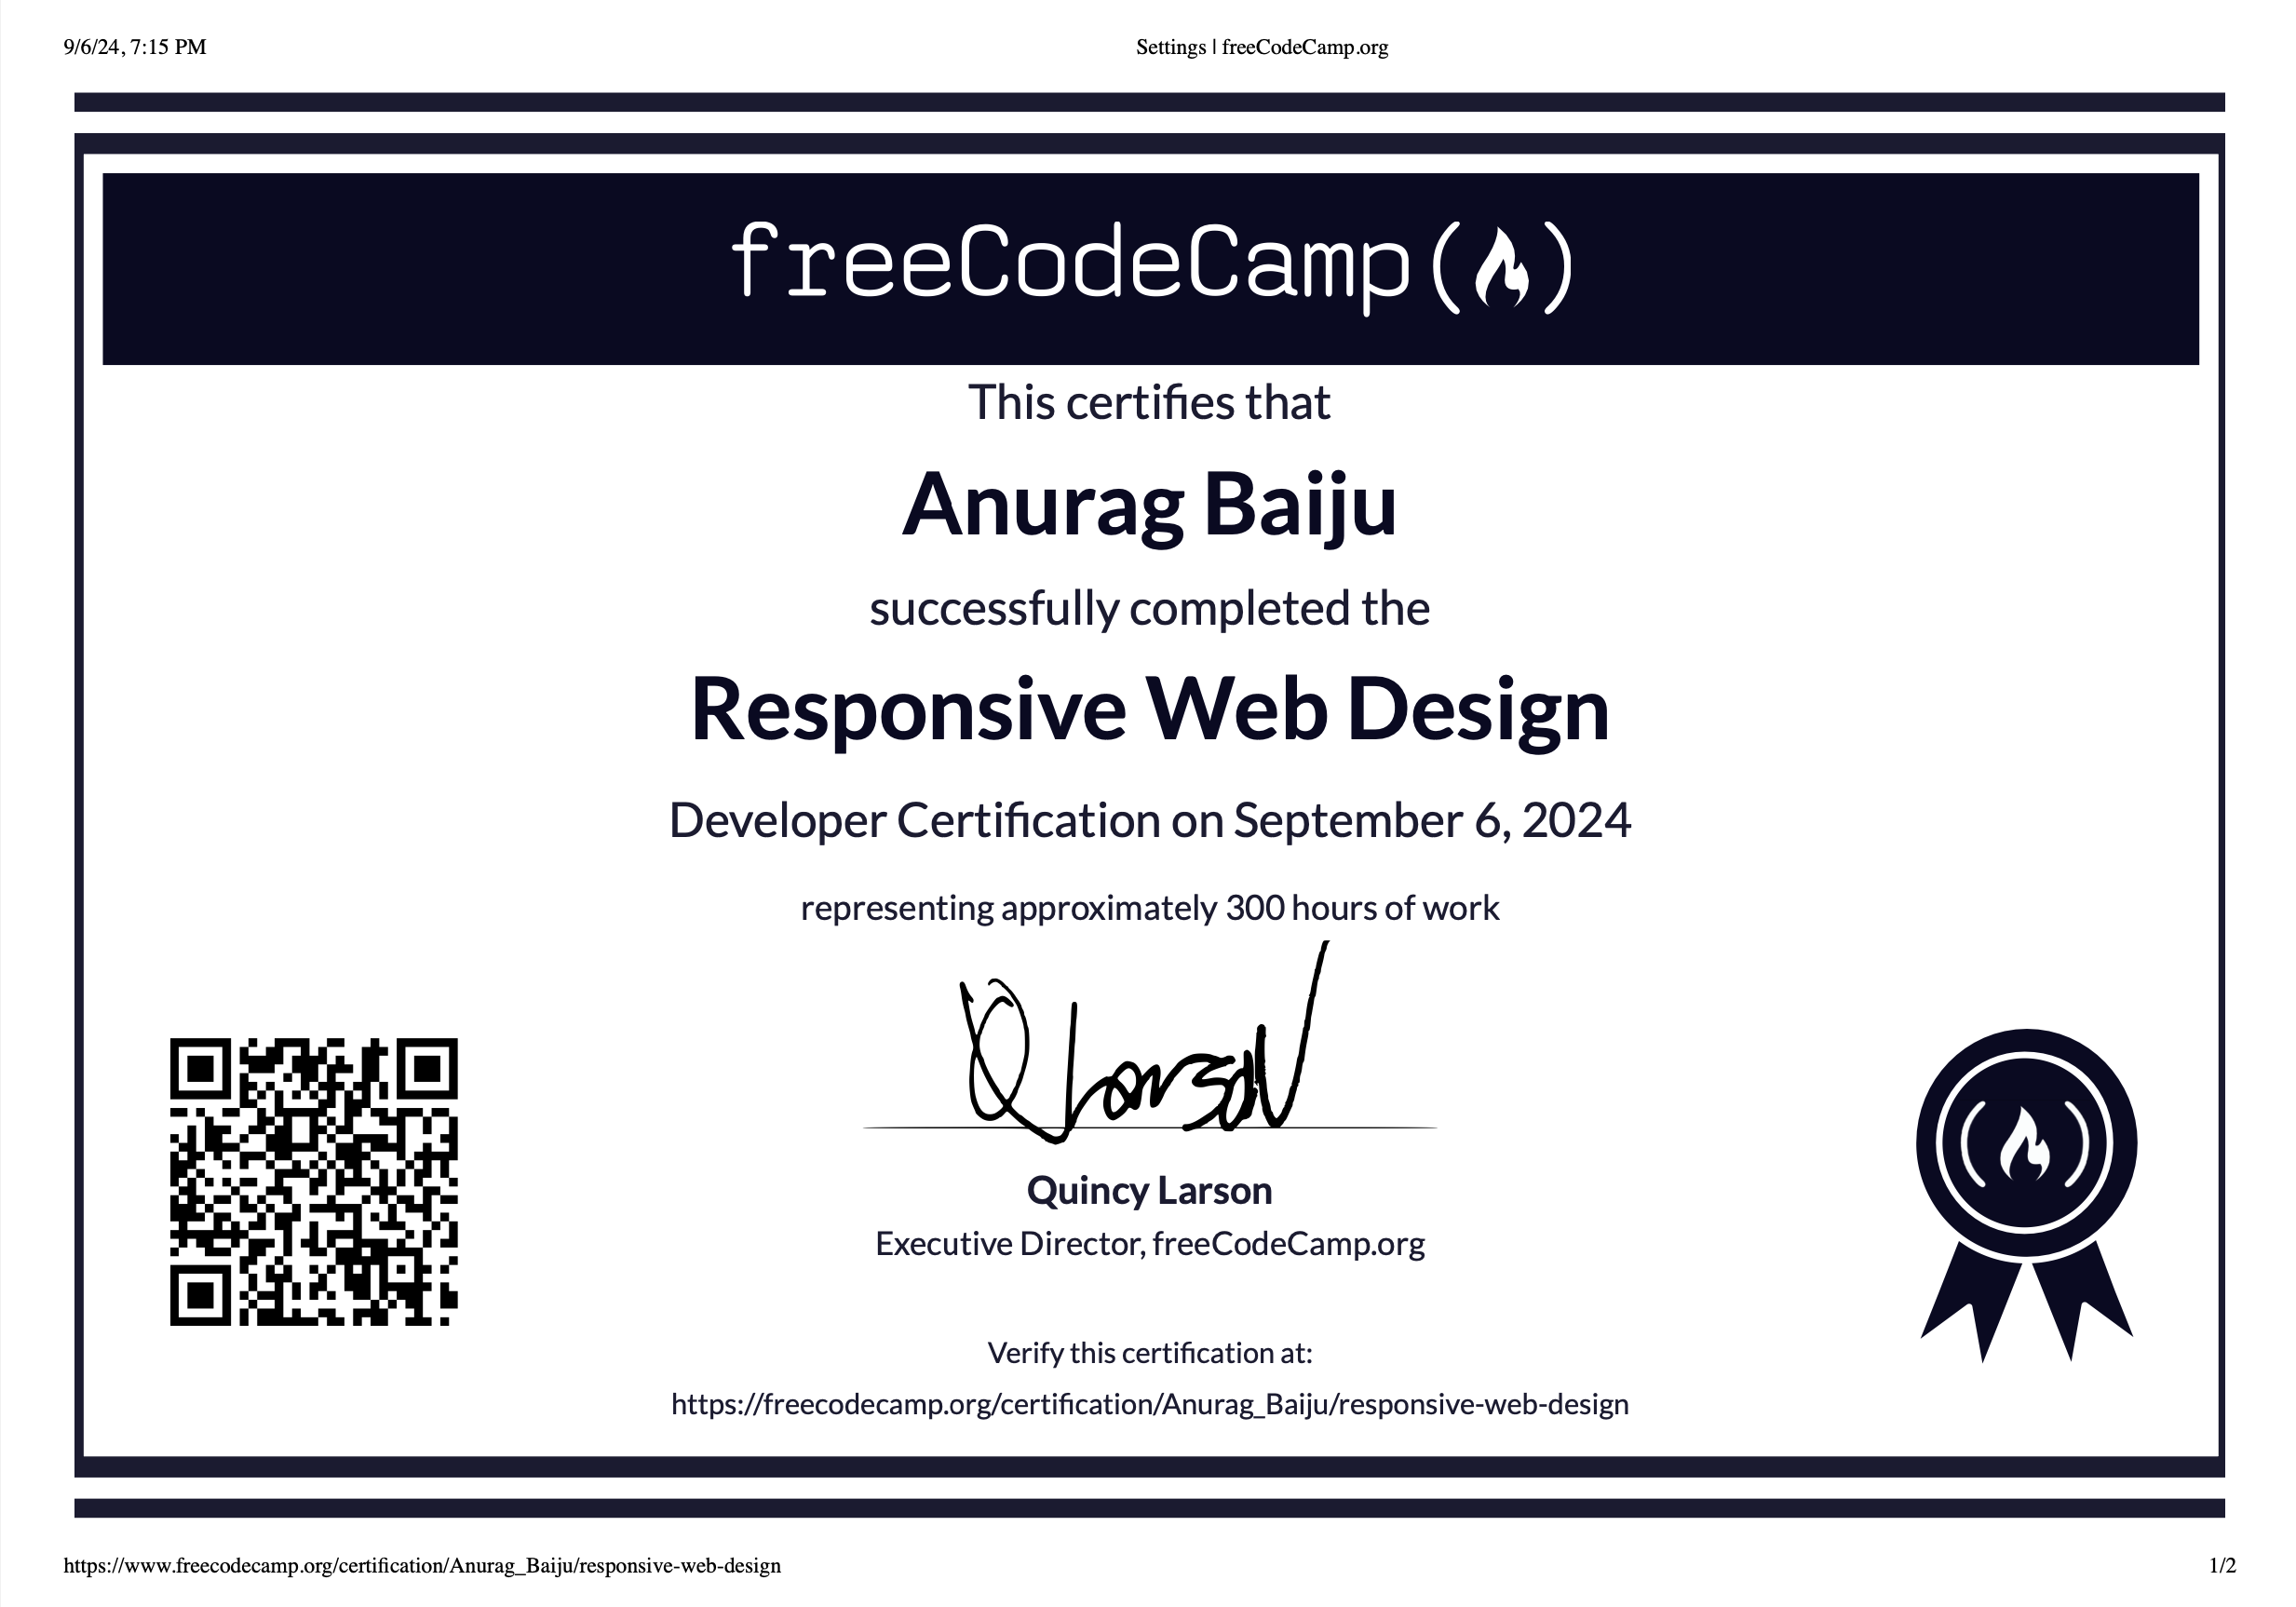 9/6/24, 7:15 PM
Settings | freeCodeCamp.org
freeCodeCamp
This certifies that
Anurag Baiju
successfully completed the
Responsive Web Design
Developer Certification on September 6, 2024
representing approximately 300 hours of work
QLarson
Quincy Larson
Executive Director, freeCodeCamp.org
Verify this certification at:
https://freecodecamp.org/certification/Anurag_Baiju/responsive-web-design
https://www.freecodecamp.org/certification/Anurag_Baiju/responsive-web-design
1/2